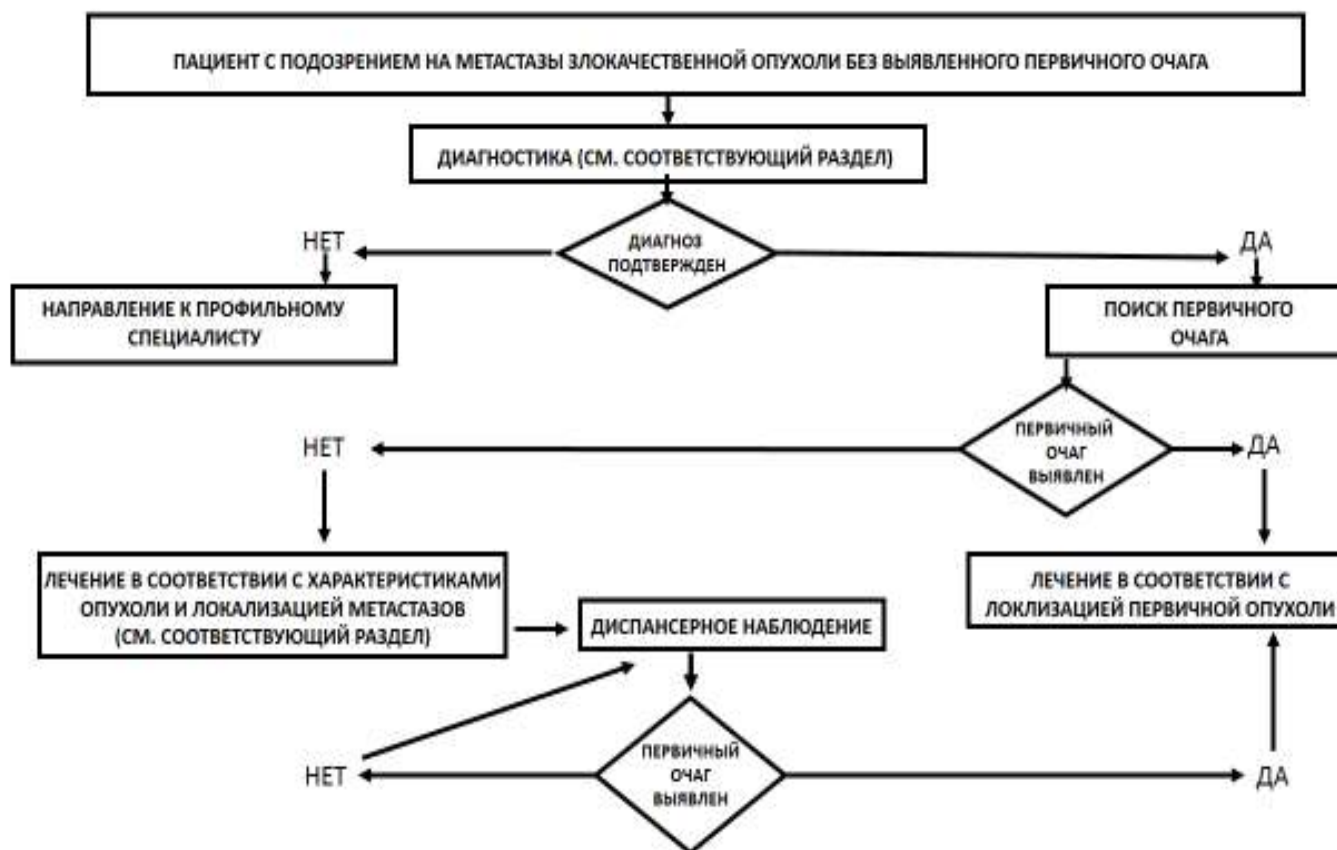 ПАЦИЕНТ С ПОДОЗРЕНИЕМ НА МЕТАСТАЗЫ ЗЛОКАЧЕСТВЕННОЙ ОПУХОЛИ БЕЗ ВЫЯВЛЕННОГО ПЕРВИЧНОГО ОЧАГА
ДИАГНОСТИКА (СМ. СООТВЕТСТВУЮЩИЙ РАЗДЕЛ)
ДИАГНОЗ
ПОДТВЕРЖДЕН
НЕТ
ДА
НАПРАВЛЕНИЕ К ПРОФИЛЬНОМУ
СПЕЦИАЛИСТУ
ПОИСК ПЕРВИЧНОГО
ОЧАГА
ПЕРВИЧНЫЙ
ОЧАГ
ВЫЯВЛЕН
НЕТ
ДА
ЛЕЧЕНИЕ В СООТВЕТСТВИИ С ХАРАКТЕРИСТИКАМИ
ОПУХОЛИ И ЛОКАЛИЗАЦИЕЙ МЕТАСТАЗОВ
(СМ. СООТВЕТСТВУЮЩИЙ РАЗДЕЛ)
ДИСПАНСЕРНОЕ НАБЛЮДЕНИЕ
ЛЕЧЕНИЕ В СООТВЕТСТВИИ С
ЛОКЛИЗАЦИЕЙ ПЕРВИЧНОЙ ОПУХОЛИ
ПЕРВИЧНЫЙ
ОЧАГ
ВЫЯВЛЕН
НЕТ
ДА